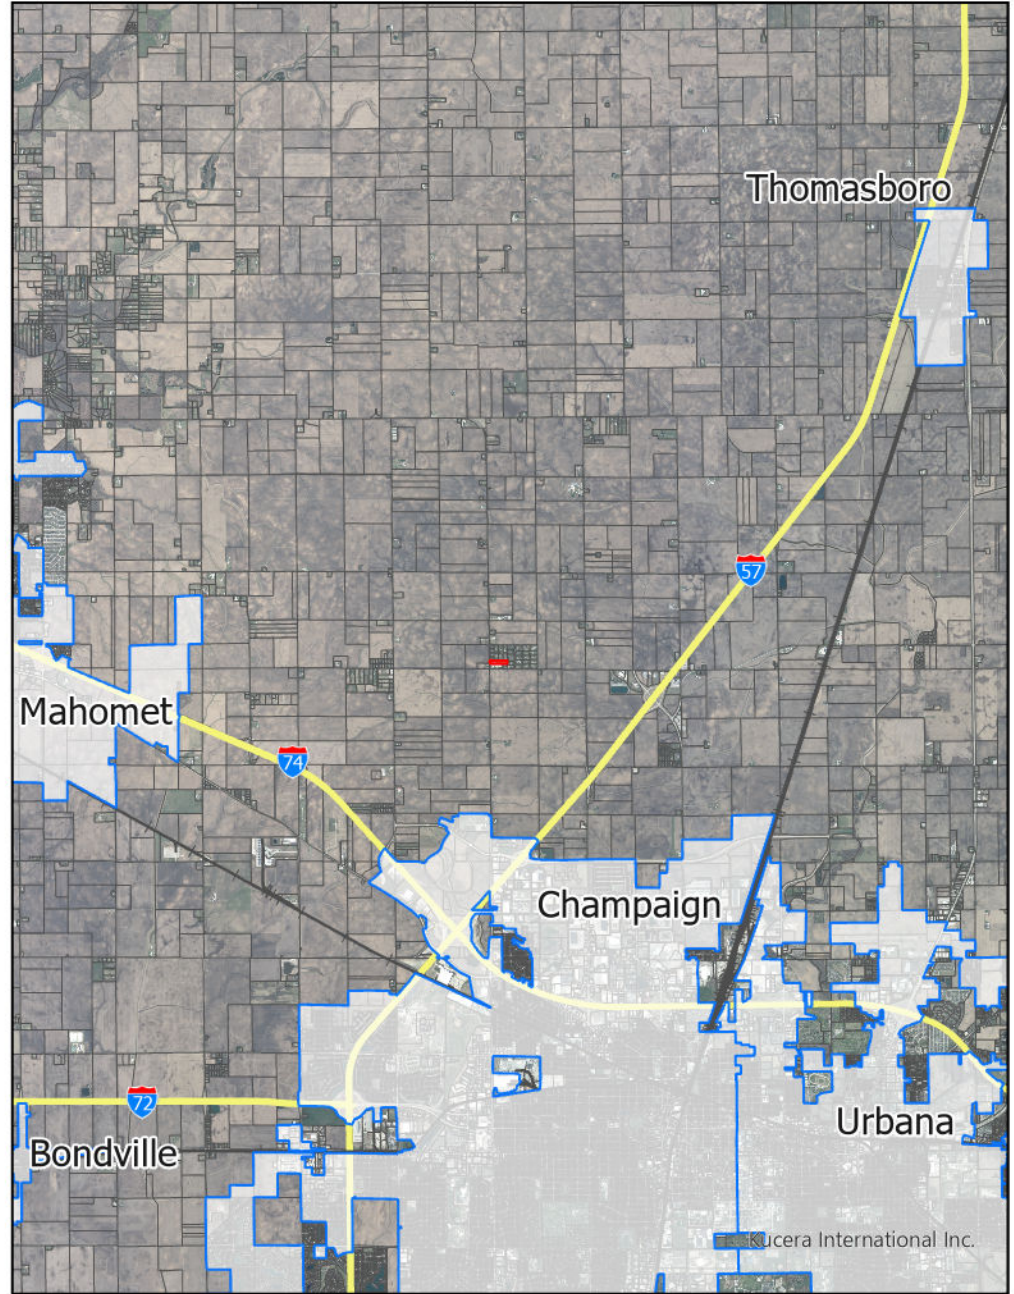 Thomasboro
57
Mahomet
74
Champaign
72
Urbana
Bondville
Kucera International Inc.